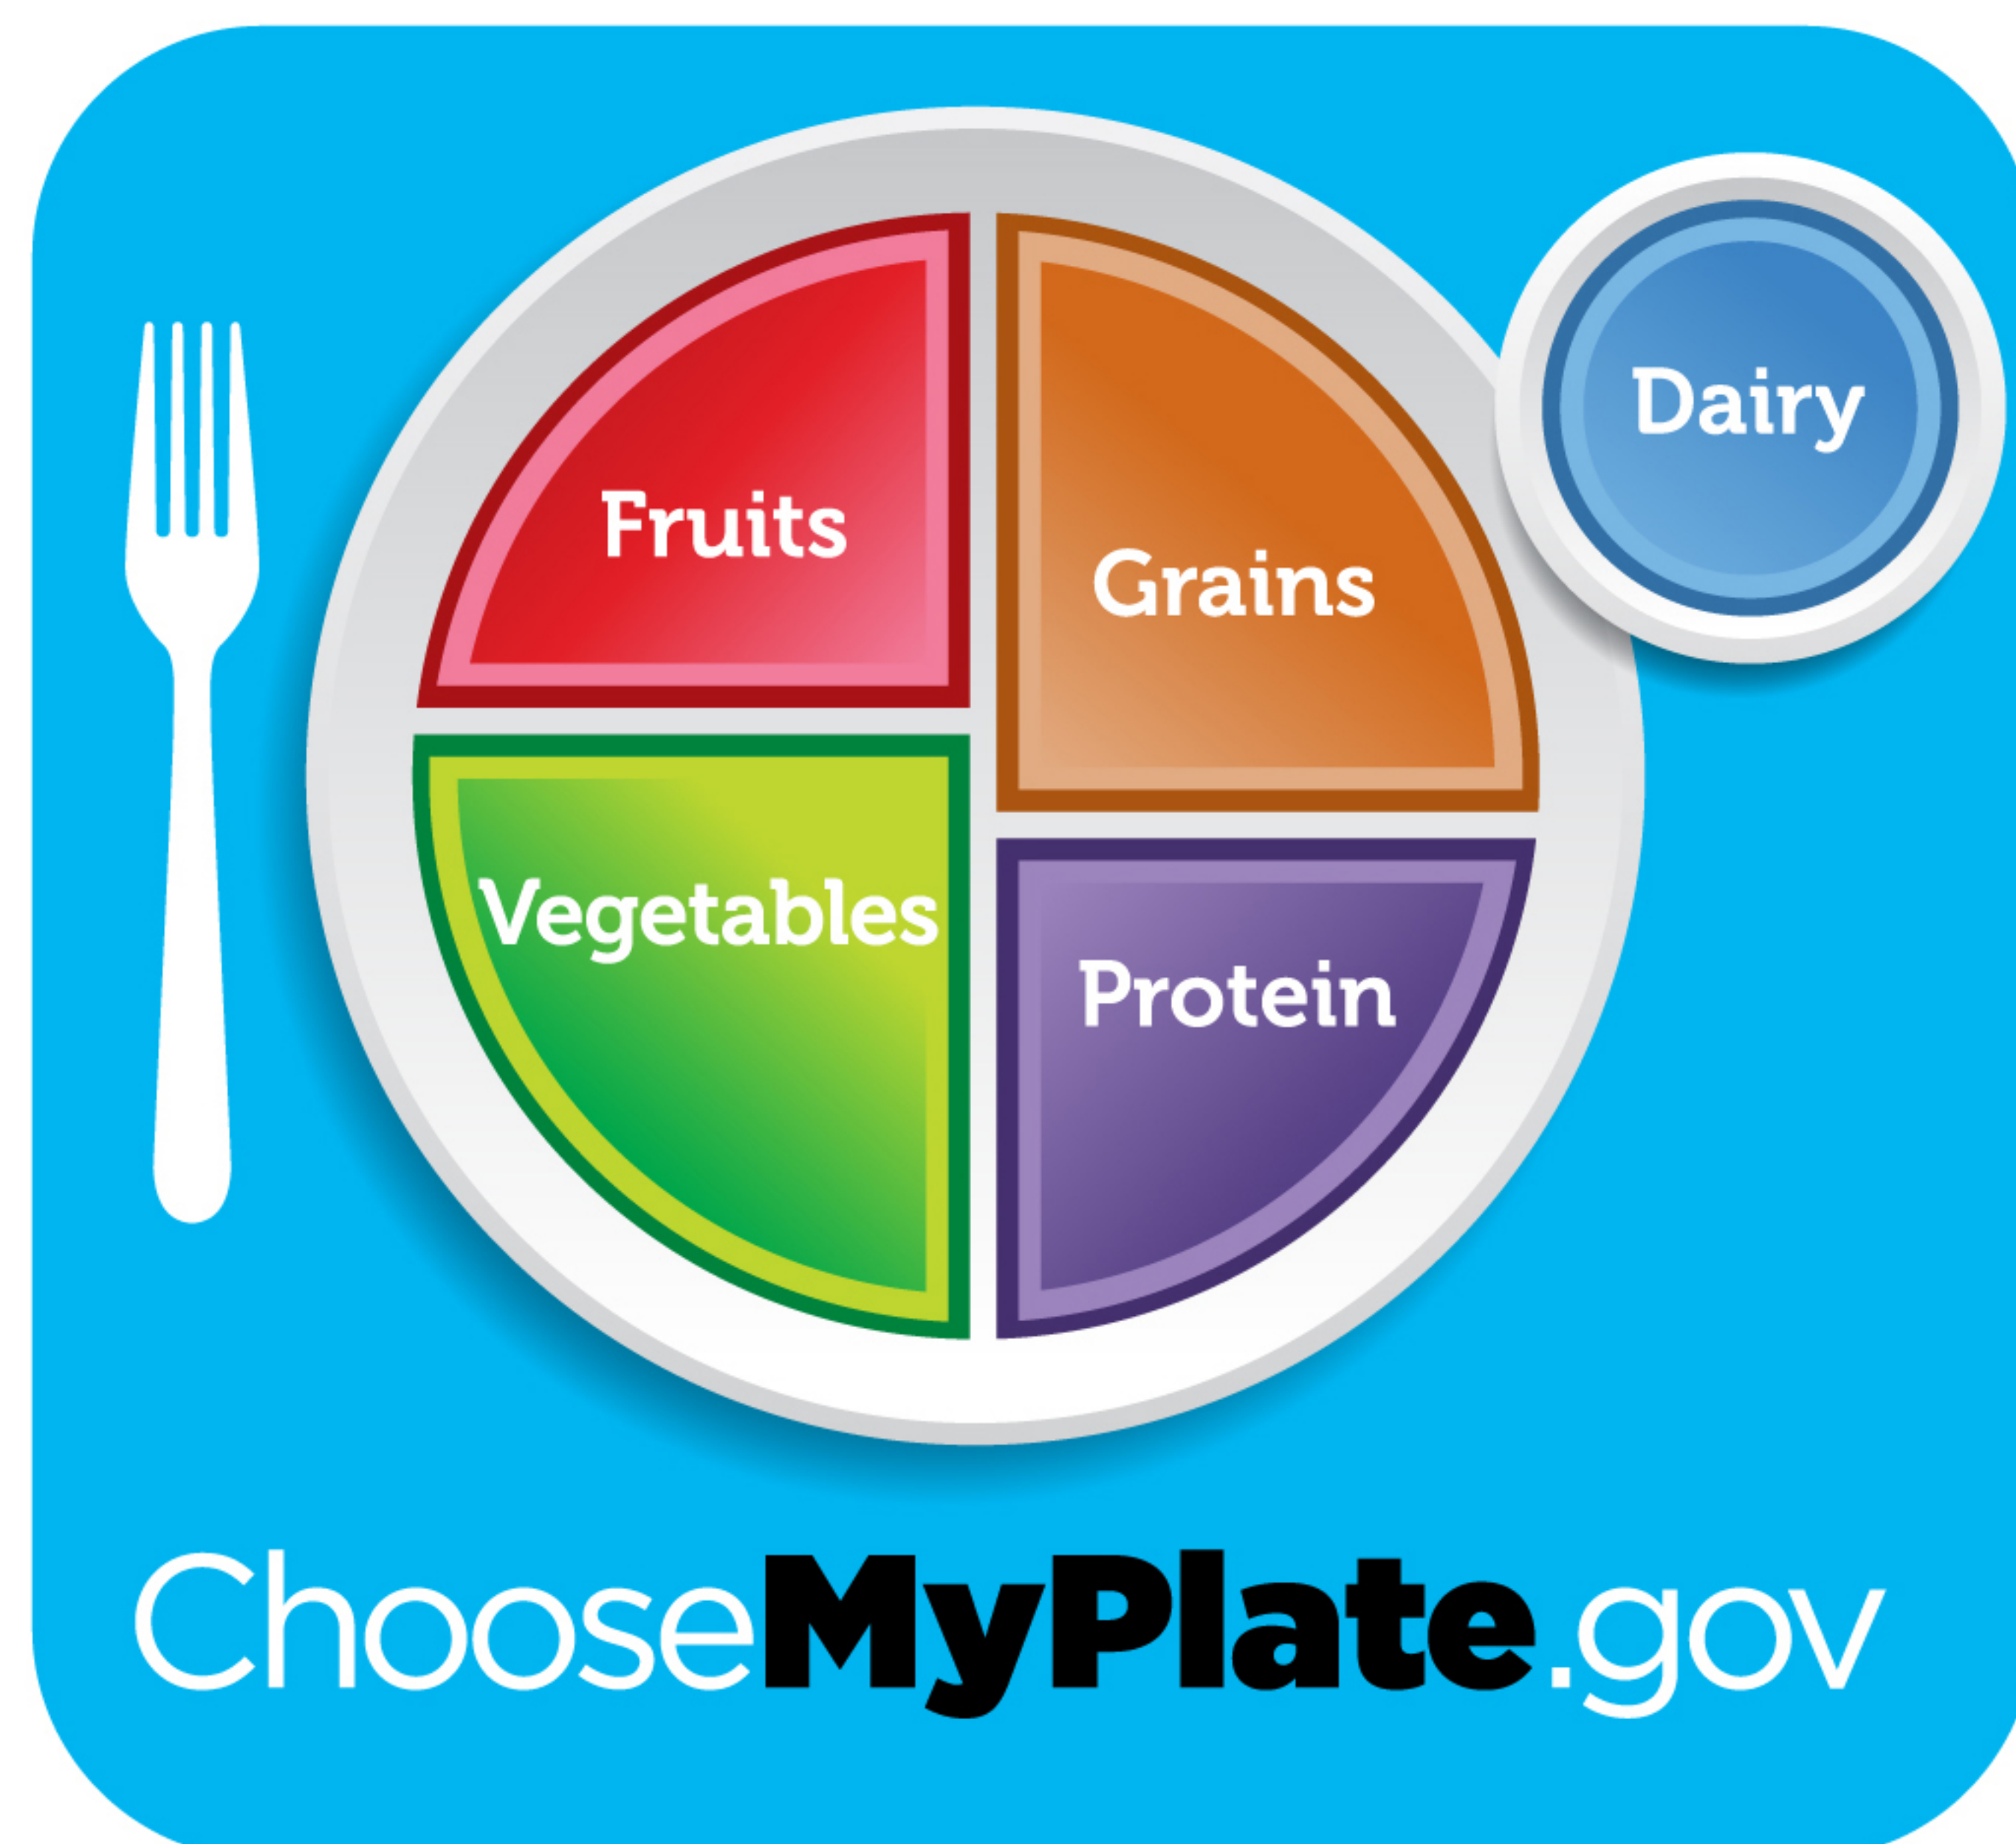 Dairy
Fruits
Grains
Vegetables
Protein
ChooseMyPlate.gov